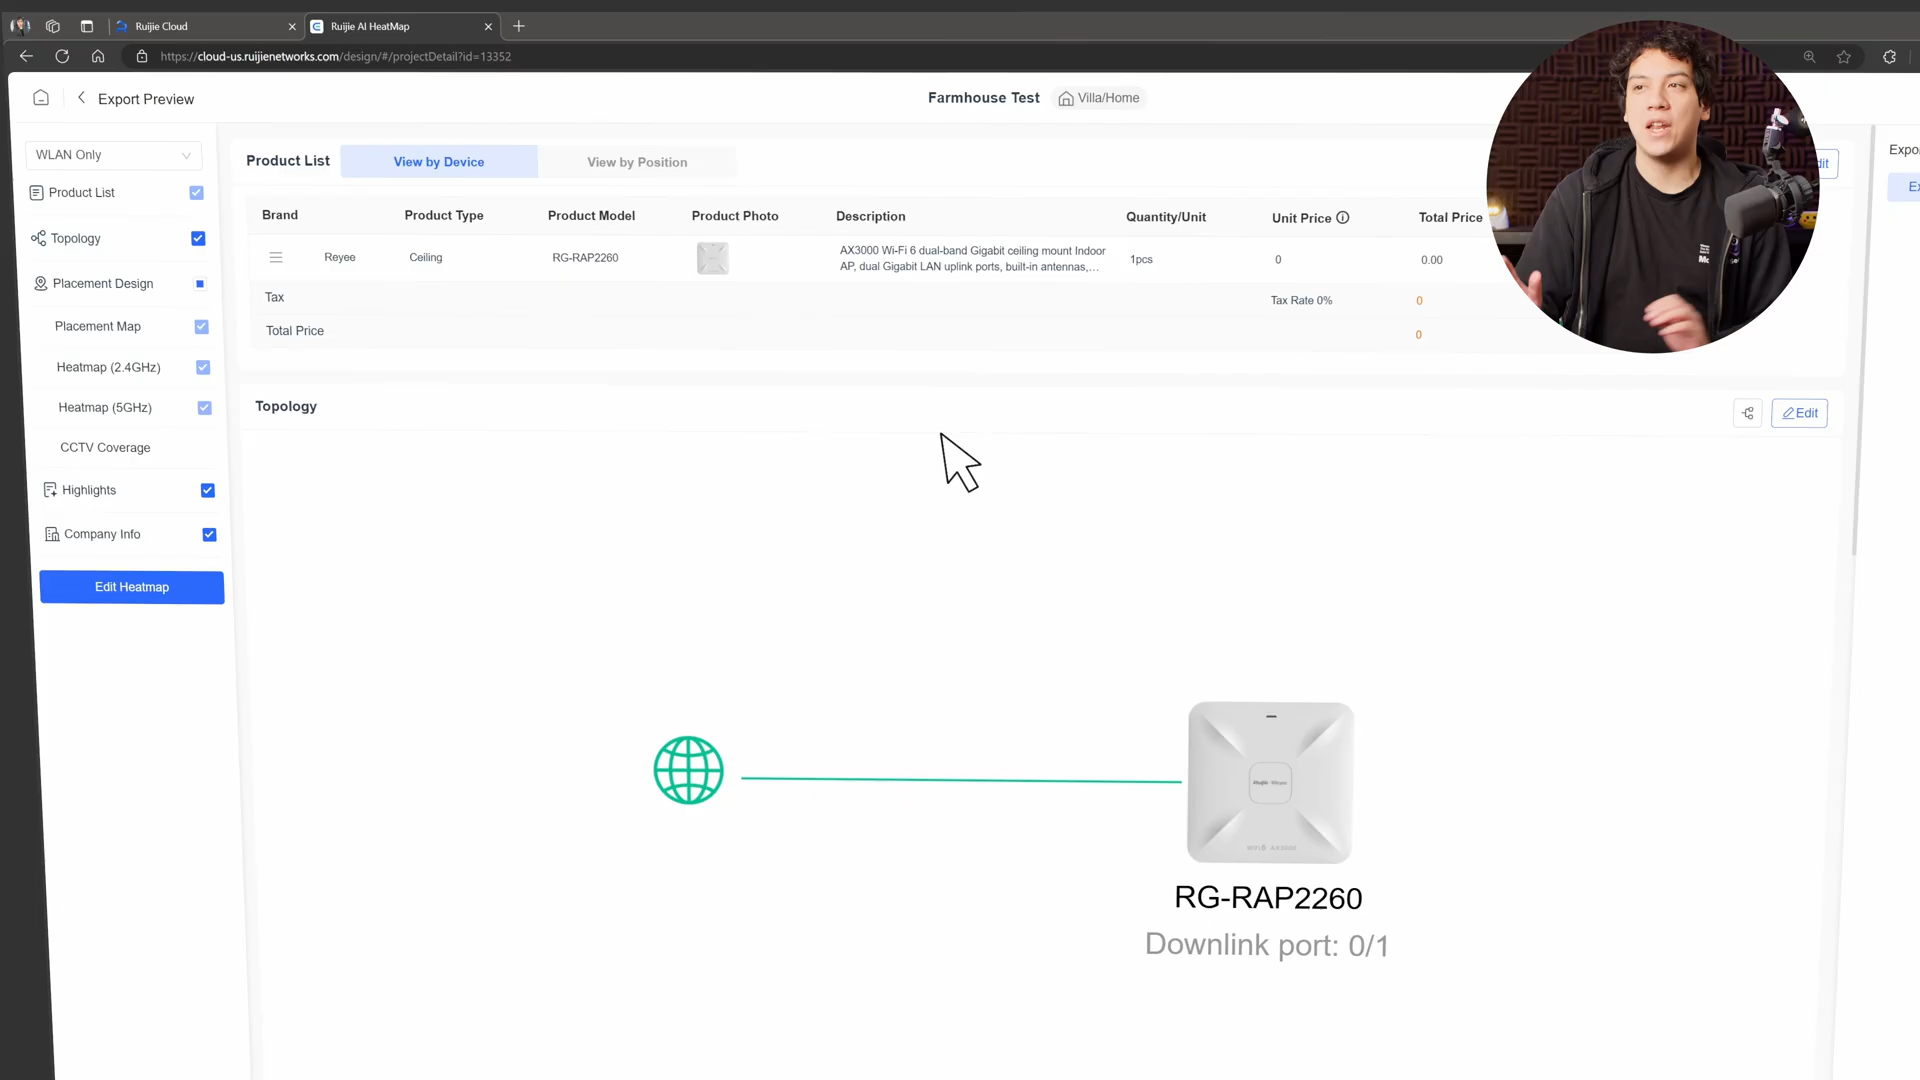 Ruijie Cloud
Ruijie AI HeatMap
https://cloud-us.ruijienetworks.com/design/#/projectDetail?id=13352
Export Preview
Farmhouse Test
Villa/Home
WLAN Only
Product List
Topology
Placement Design
Placement Map
Heatmap (2.4GHz)
Heatmap (5GHz)
CCTV Coverage
Highlights
Company Info
Edit Heatmap
Product List
View by Device
View by Position
Brand
Product Type
Product Model
Product Photo
Description
Quantity/Unit
Unit Price
Total Price
Reyee
Ceiling
RG-RAP2260
AX3000 Wi-Fi 6 dual-band Gigabit ceiling mount Indoor
AP, dual Gigabit LAN uplink ports, built-in antennas,...
1pcs
0
0.00
Tax
Tax Rate 0%
0
Total Price
0
Topology
Edit
RG-RAP2260
Downlink port: 0/1